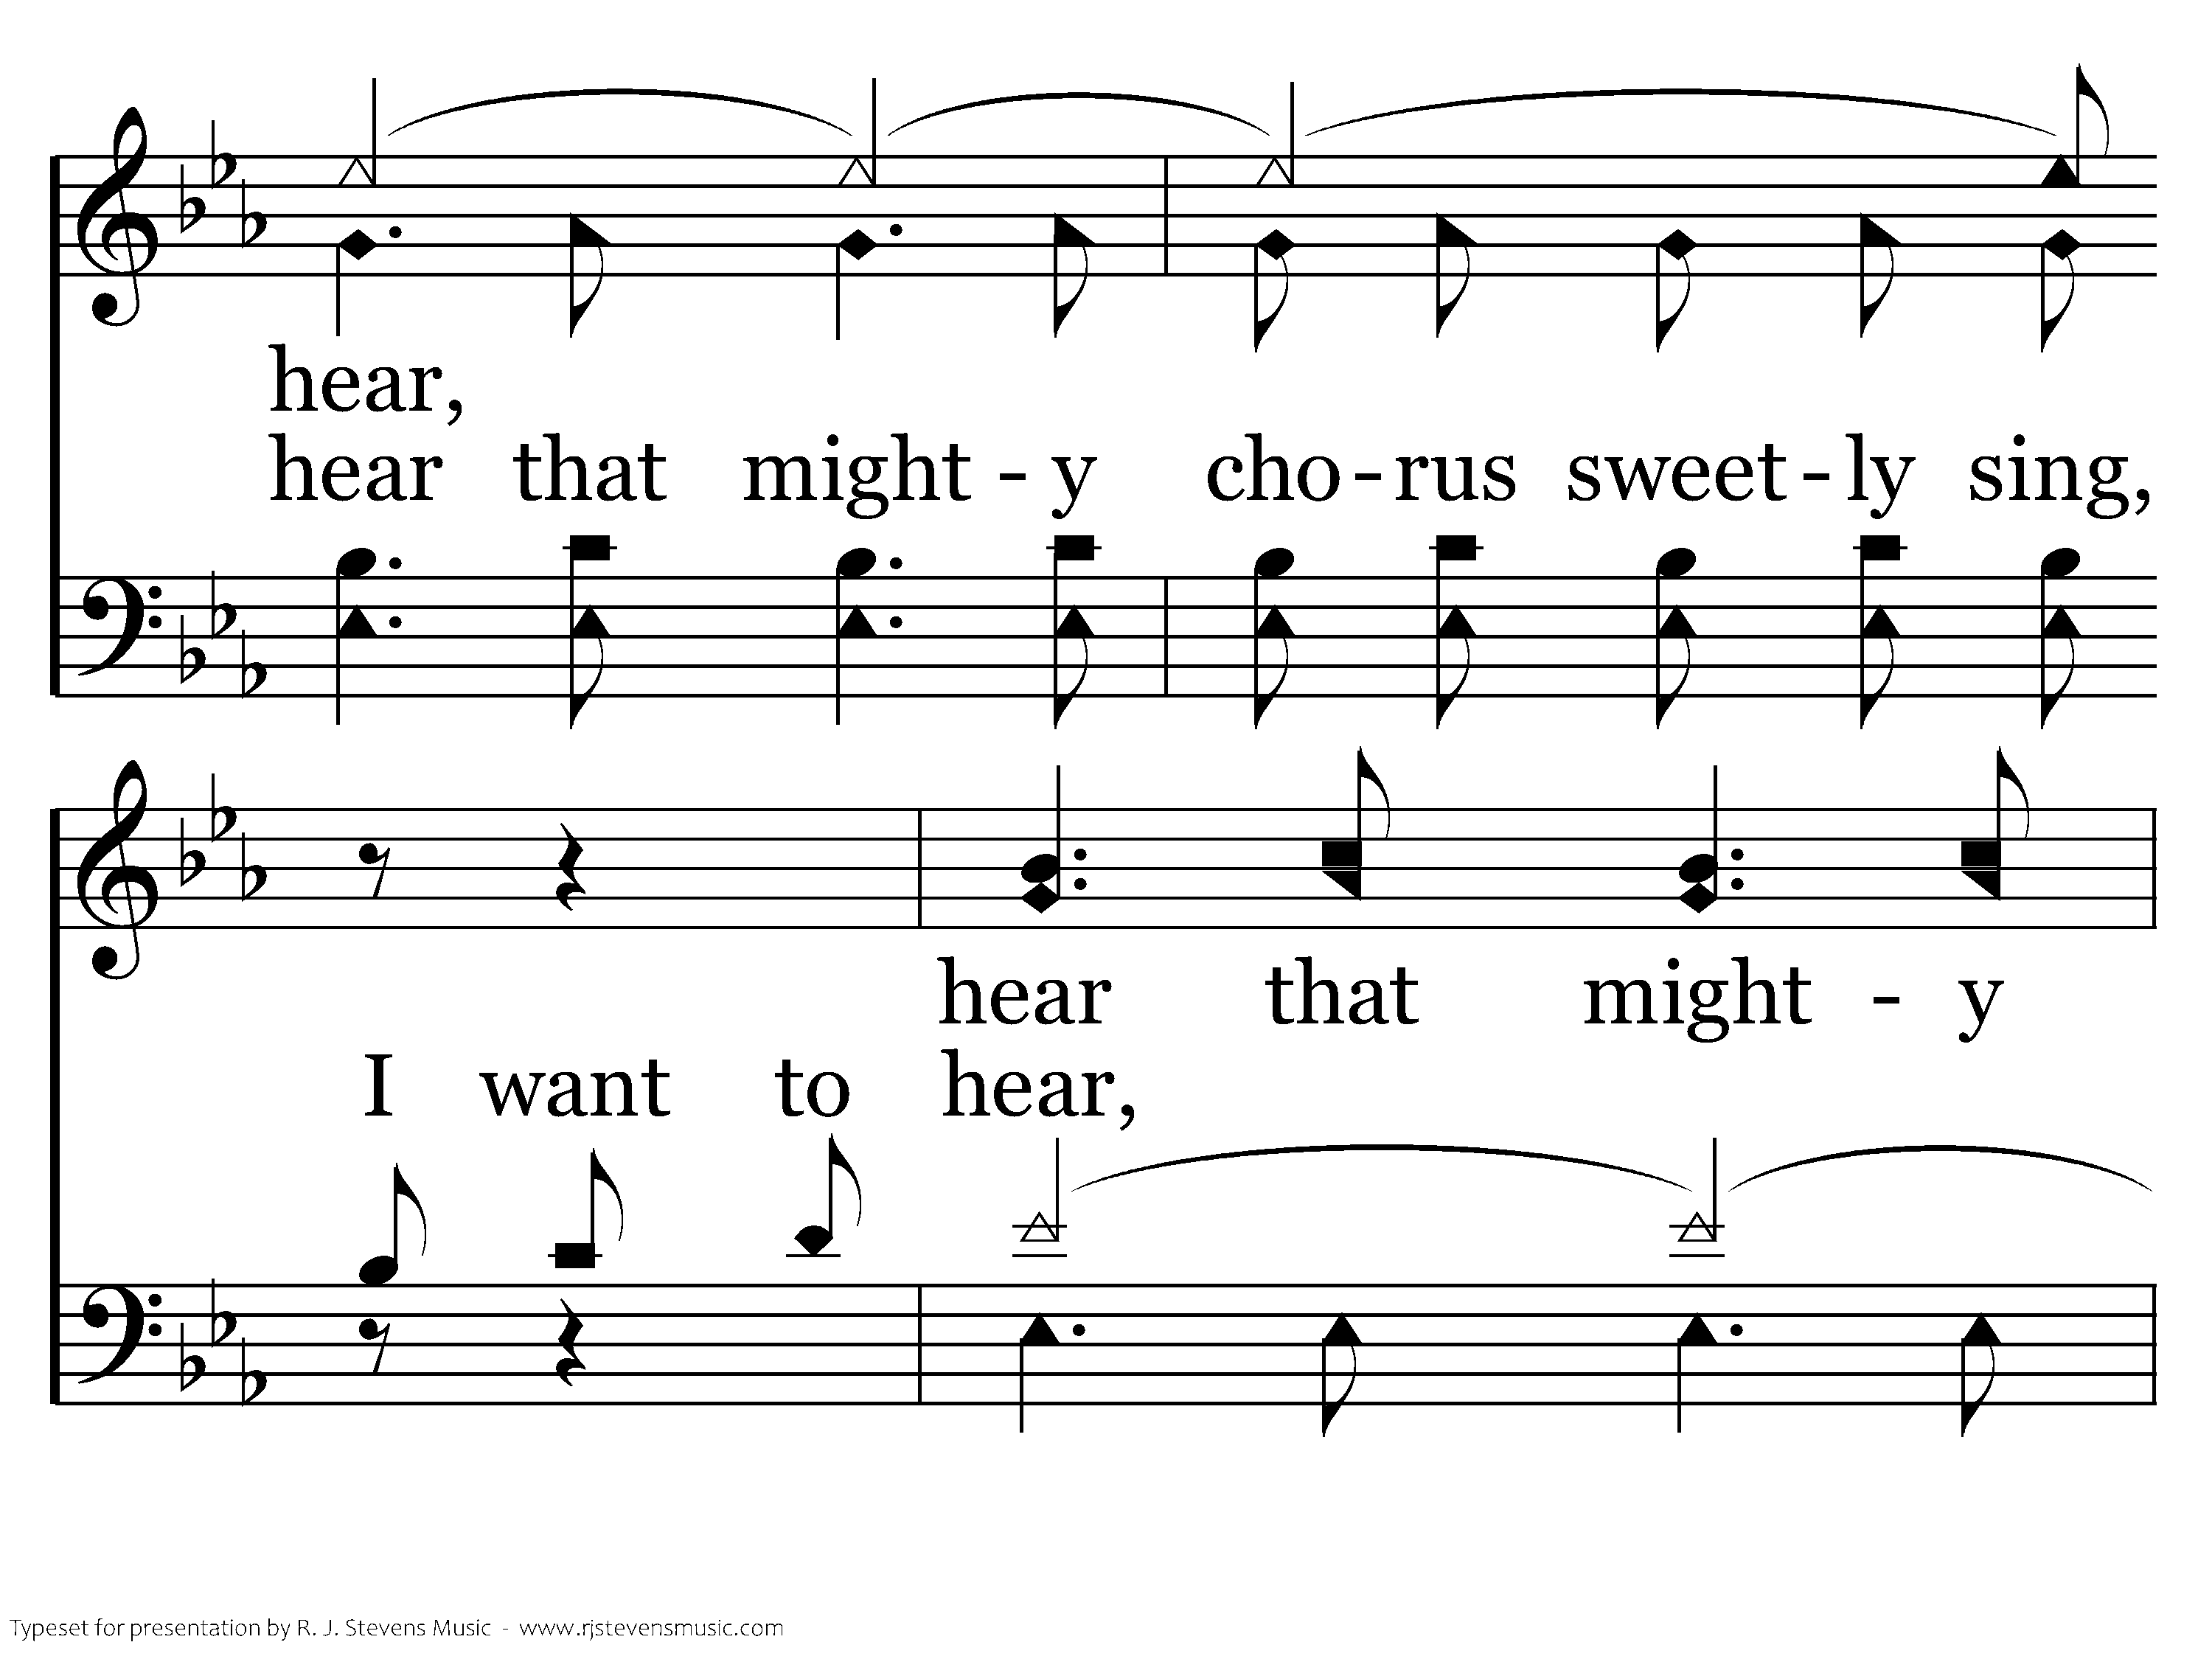 hear,
hear that might - y cho - rus sweet - ly sing,
hear that might - y
I want to hear,
Typeset for presentation by R. J. Stevens Music - www.rjstevensmusic.com